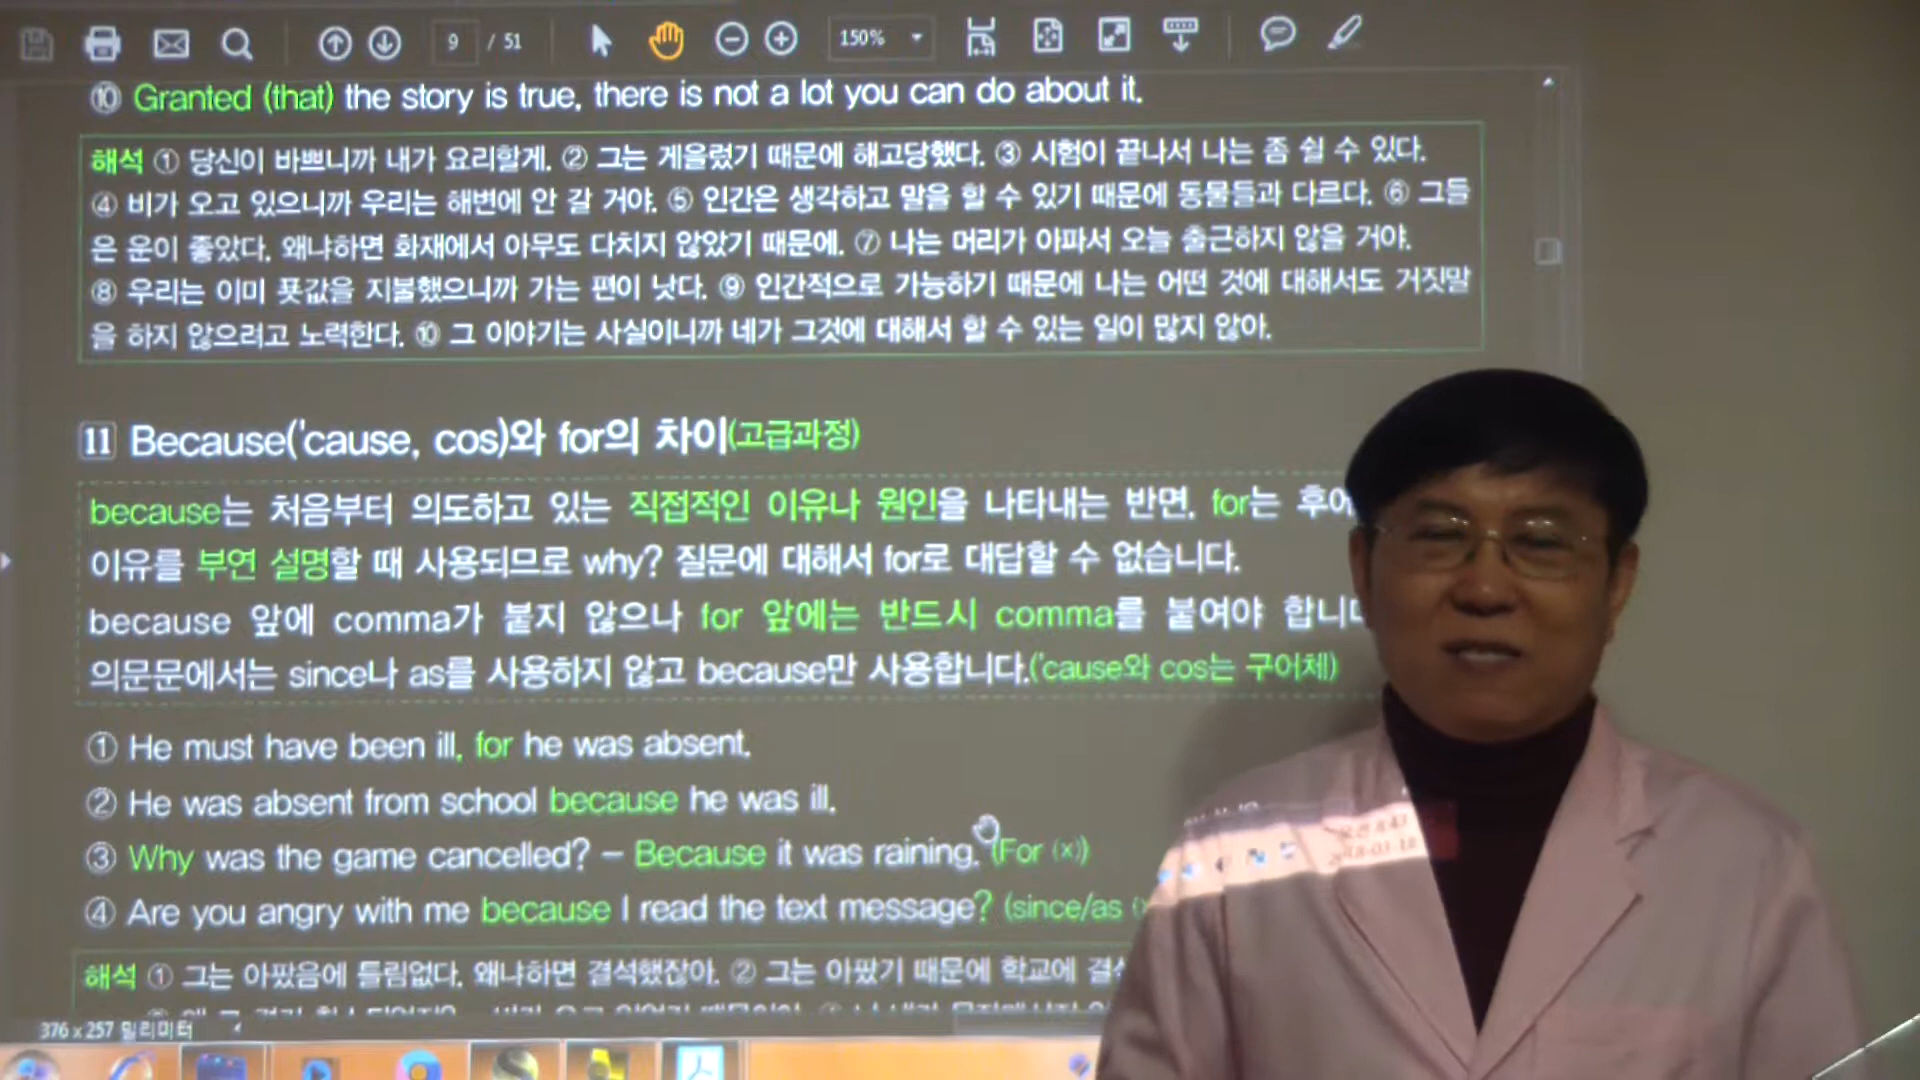 9 / 51 150%
⑩ Granted (that) the story is true, there is not a lot you can do about it.
해석 ① 당신이 바쁘니까 내가 요리할게. ② 그는 게을렀기 때문에 해고당했다. ③ 시험이 끝나서 나는 좀 쉴 수 있다.
④ 비가 오고 있으니까 우리는 해변에 안 갈 거야. ⑤ 인간은 생각하고 말을 할 수 있기 때문에 동물들과 다르다. ⑥ 그들
은 운이 좋았다. 왜냐하면 화재에서 아무도 다치지 않았기 때문에. ⑦ 나는 머리가 아파서 오늘 출근하지 않을 거야.
⑧ 우리는 이미 푯값을 지불했으니까 가는 편이 낫다. ⑨ 인간적으로 가능하기 때문에 나는 어떤 것에 대해서도 거짓말
을 하지 않으려고 노력한다. ⑩ 그 이야기는 사실이니까 네가 그것에 대해서 할 수 있는 일이 많지 않아.
11 Because('cause, cos)와 for의 차이(고급과정)
because는 처음부터 의도하고 있는 직접적인 이유나 원인을 나타내는 반면. for는 후에
이유를 부연 설명할 때 사용되므로 why? 질문에 대해서 for로 대답할 수 없습니다.
because 앞에 comma가 붙지 않으나 for 앞에는 반드시 comma를 붙여야 합니다
의문문에서는 since나 as를 사용하지 않고 because만 사용합니다.('cause와 cos는 구어체)
① He must have been ill, for he was absent.
② He was absent from school because he was ill.
③ Why was the game cancelled? – Because it was raining. (For (x))
④ Are you angry with me because I read the text message? (since/as (x
해석 ① 그는 아팠음에 틀림없다. 왜냐하면 결석했잖아. ② 그는 아팠기 때문에 학교에 결
376 x 257 밀리미터